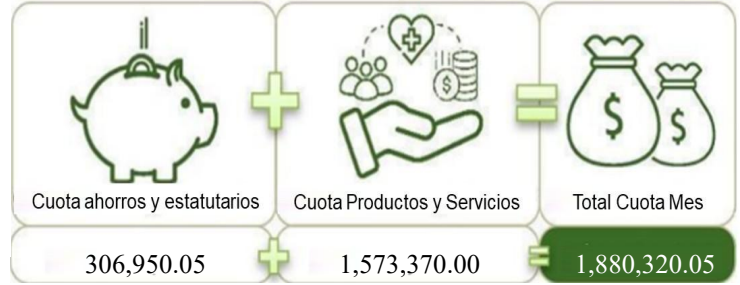 Cuota ahorros y estatutarios
Cuota Productos y Servicios
Total Cuota Mes
306,950.05
1,573,370.00
1,880,320.05